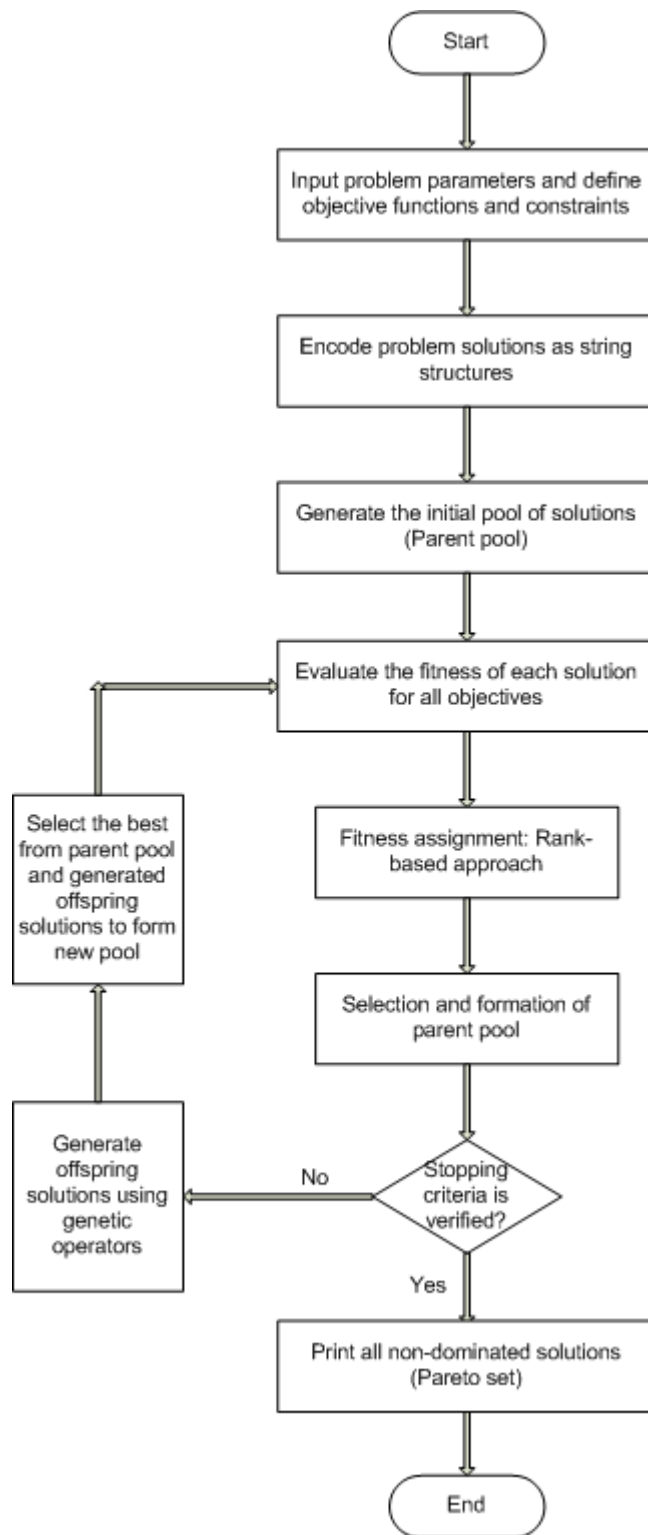 Start
Input problem parameters and define
objective functions and constraints
Encode problem solutions as string
structures
Generate the initial pool of solutions
(Parent pool)
Evaluate the fitness of each solution
for all objectives
Select the best
from parent pool
and generated
offspring
solutions to form
new pool
Fitness assignment: Rank-
based approach
Selection and formation of
parent pool
Generate
offspring
solutions using
genetic
operators
No
Stopping
criteria is
verified?
Yes
Print all non-dominated solutions
(Pareto set)
End